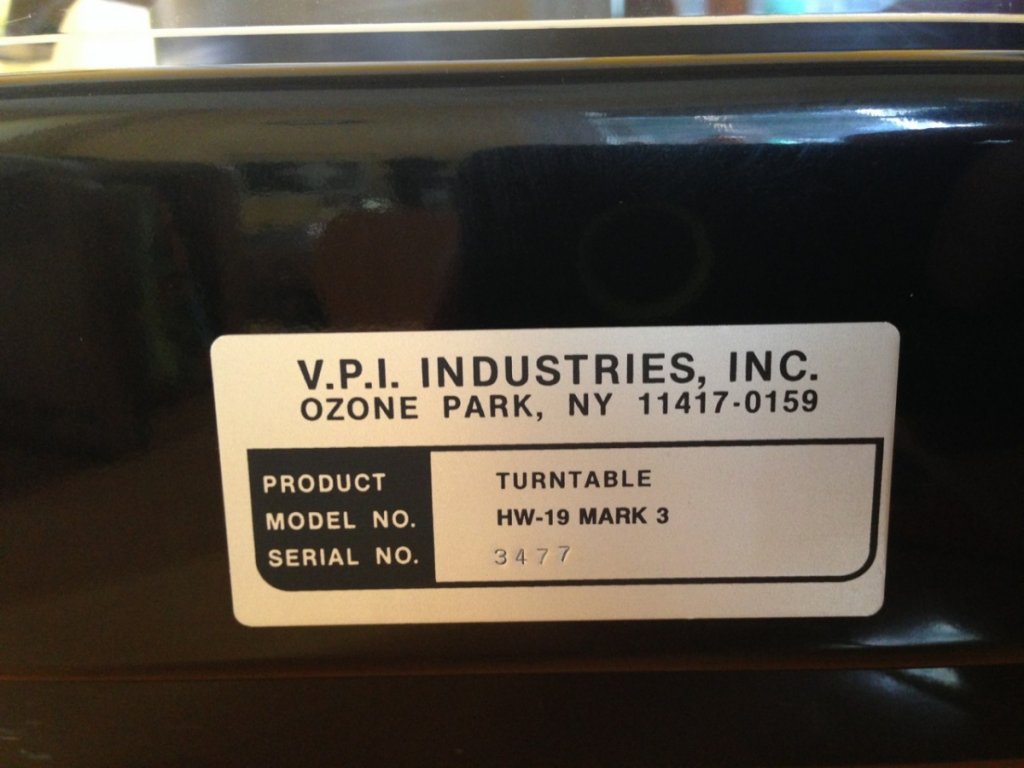 V.P.I. INDUSTRIES, INC.
OZONE PARK, NY 11417-0159
PRODUCT TURNTABLE
MODEL NO. HW-19 MARK 3
SERIAL NO. 3477